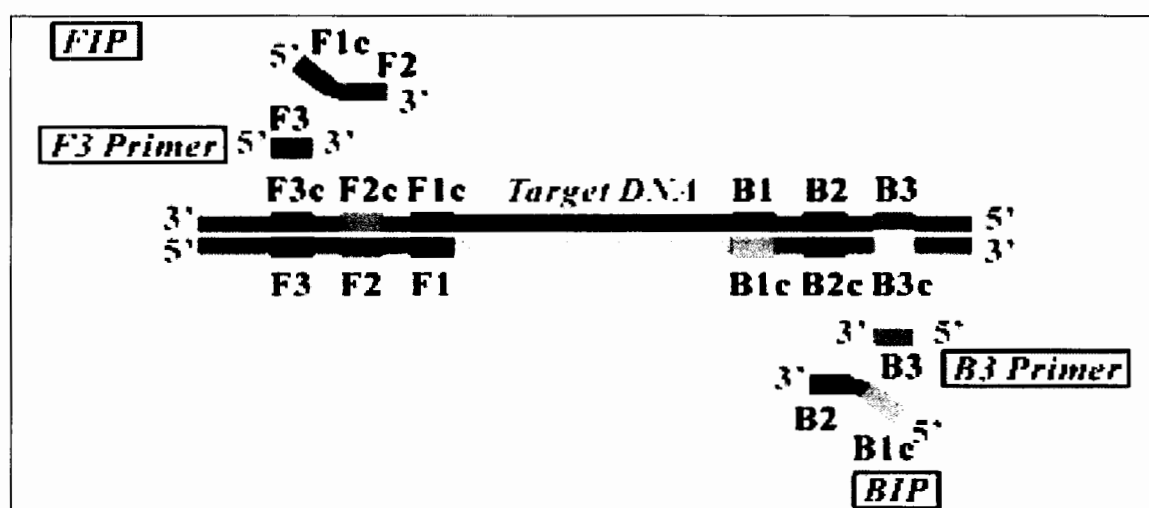 FIP
5' F1c F2 3'
F3 Primer 5' F3 3'
F3c F2c F1c Target DNA B1 B2 B3
3' 5'
5' 3'
F3 F2 F1 B1c B2c B3c
3' 5'
B3 B3 Primer
3'
B2
B1c 5'
BIP